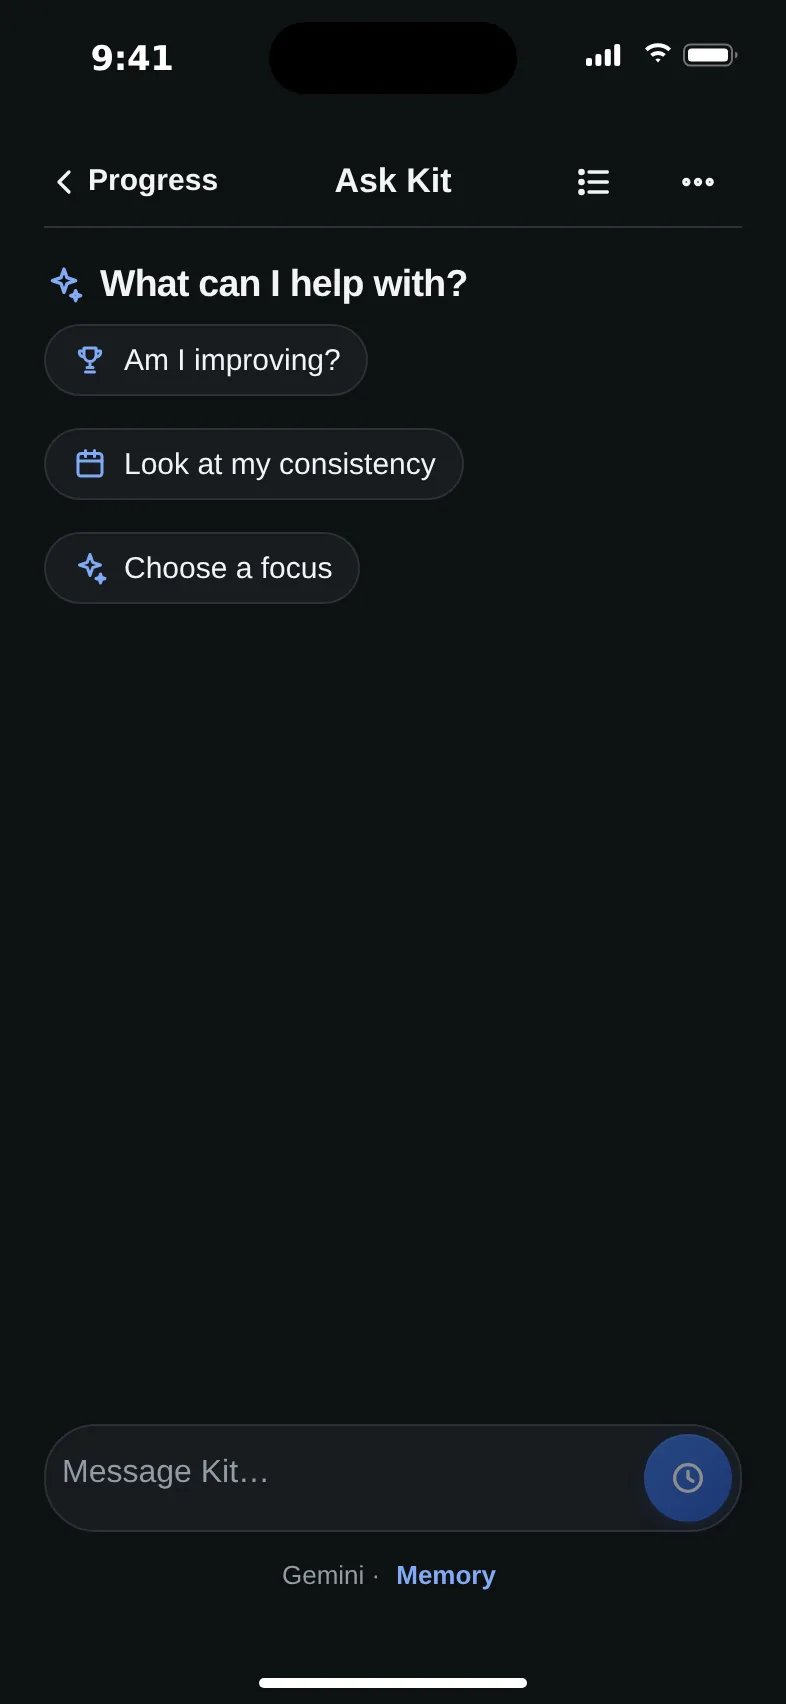 9:41
Progress
Ask Kit
What can I help with?
Am I improving?
Look at my consistency
Choose a focus
Message Kit…
Gemini · Memory